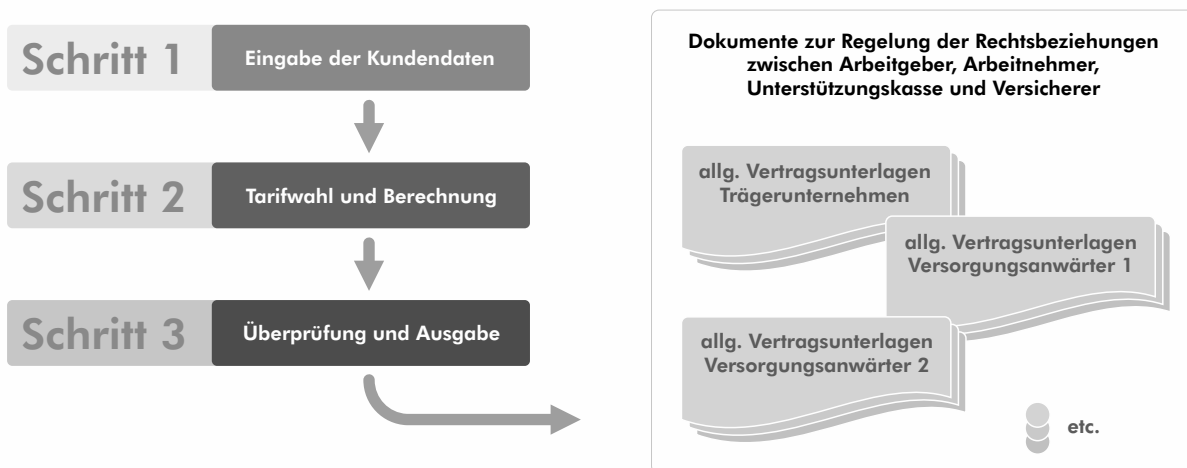 Schritt 1
Eingabe der Kundendaten
Schritt 2
Tarifwahl und Berechnung
Schritt 3
Überprüfung und Ausgabe
Dokumente zur Regelung der Rechtsbeziehungen
zwischen Arbeitgeber, Arbeitnehmer,
Unterstützungskasse und Versicherer
allg. Vertragsunterlagen
Trägerunternehmen
allg. Vertragsunterlagen
Versorgungsanwärter 1
allg. Vertragsunterlagen
Versorgungsanwärter 2
etc.